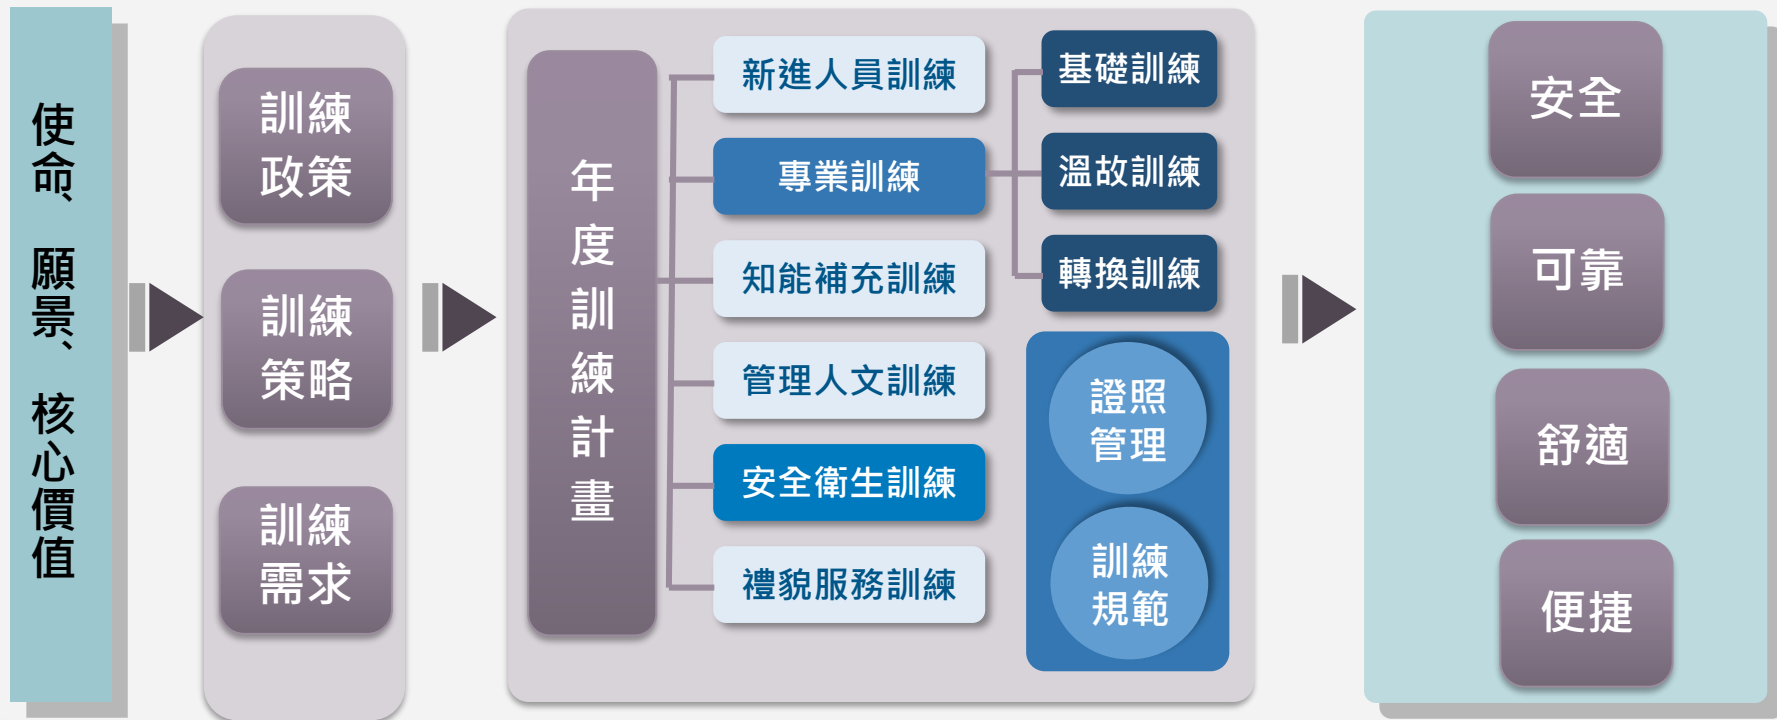 使命、願景、核心價值
訓練
政策
訓練
策略
訓練
需求
年度訓練計畫
新進人員訓練
專業訓練
知能補充訓練
管理人文訓練
安全衛生訓練
禮貌服務訓練
基礎訓練
溫故訓練
轉換訓練
證照
管理
訓練
規範
安全
可靠
舒適
便捷